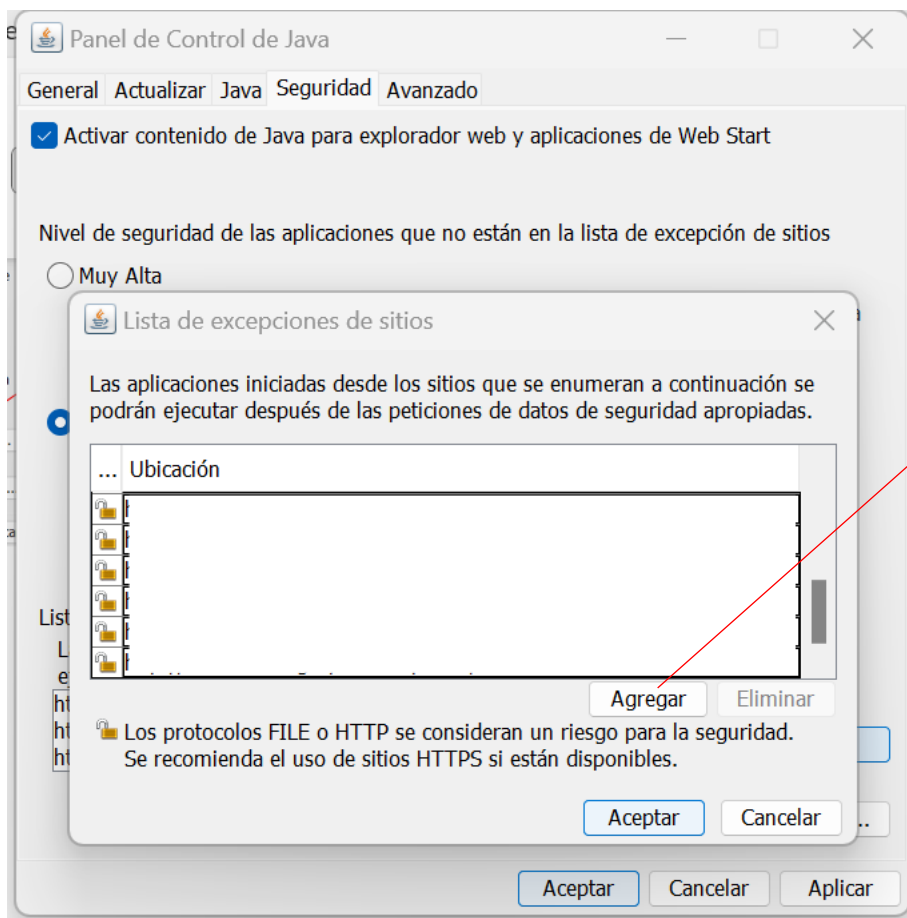 Panel de Control de Java
General Actualizar Java Seguridad Avanzado
Activar contenido de Java para explorador web y aplicaciones de Web Start
Nivel de seguridad de las aplicaciones que no están en la lista de excepción de sitios
Muy Alta
Lista de excepciones de sitios
Las aplicaciones iniciadas desde los sitios que se enumeran a continuación se
podrán ejecutar después de las peticiones de datos de seguridad apropiadas.
... Ubicación
List
L
e
ht
ht
ht
Agregar Eliminar
Los protocolos FILE o HTTP se consideran un riesgo para la seguridad.
Se recomienda el uso de sitios HTTPS si están disponibles.
Aceptar Cancelar
..
Aceptar Cancelar Aplicar